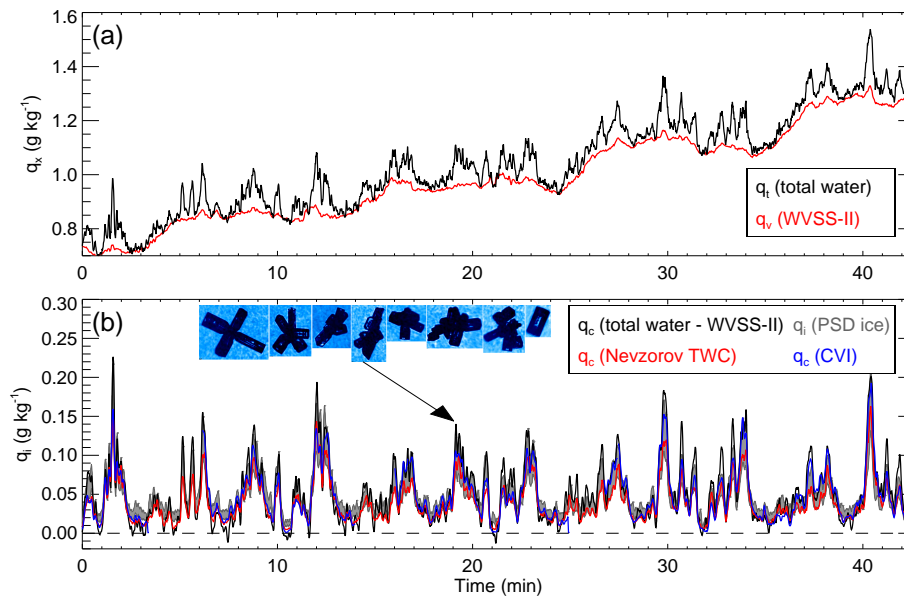 (a)
1.6
1.4
1.2
1.0
0.8
qₓ (g kg⁻¹)
qₜ (total water)
qᵥ (WVSS-II)
0 10 20 30 40
(b)
0.30
0.25
0.20
0.15
0.10
0.05
0.00
qᵢ (g kg⁻¹)
q_c (total water - WVSS-II) qᵢ (PSD ice)
q_c (Nevzorov TWC) q_c (CVI)
0 10 20 30 40
Time (min)